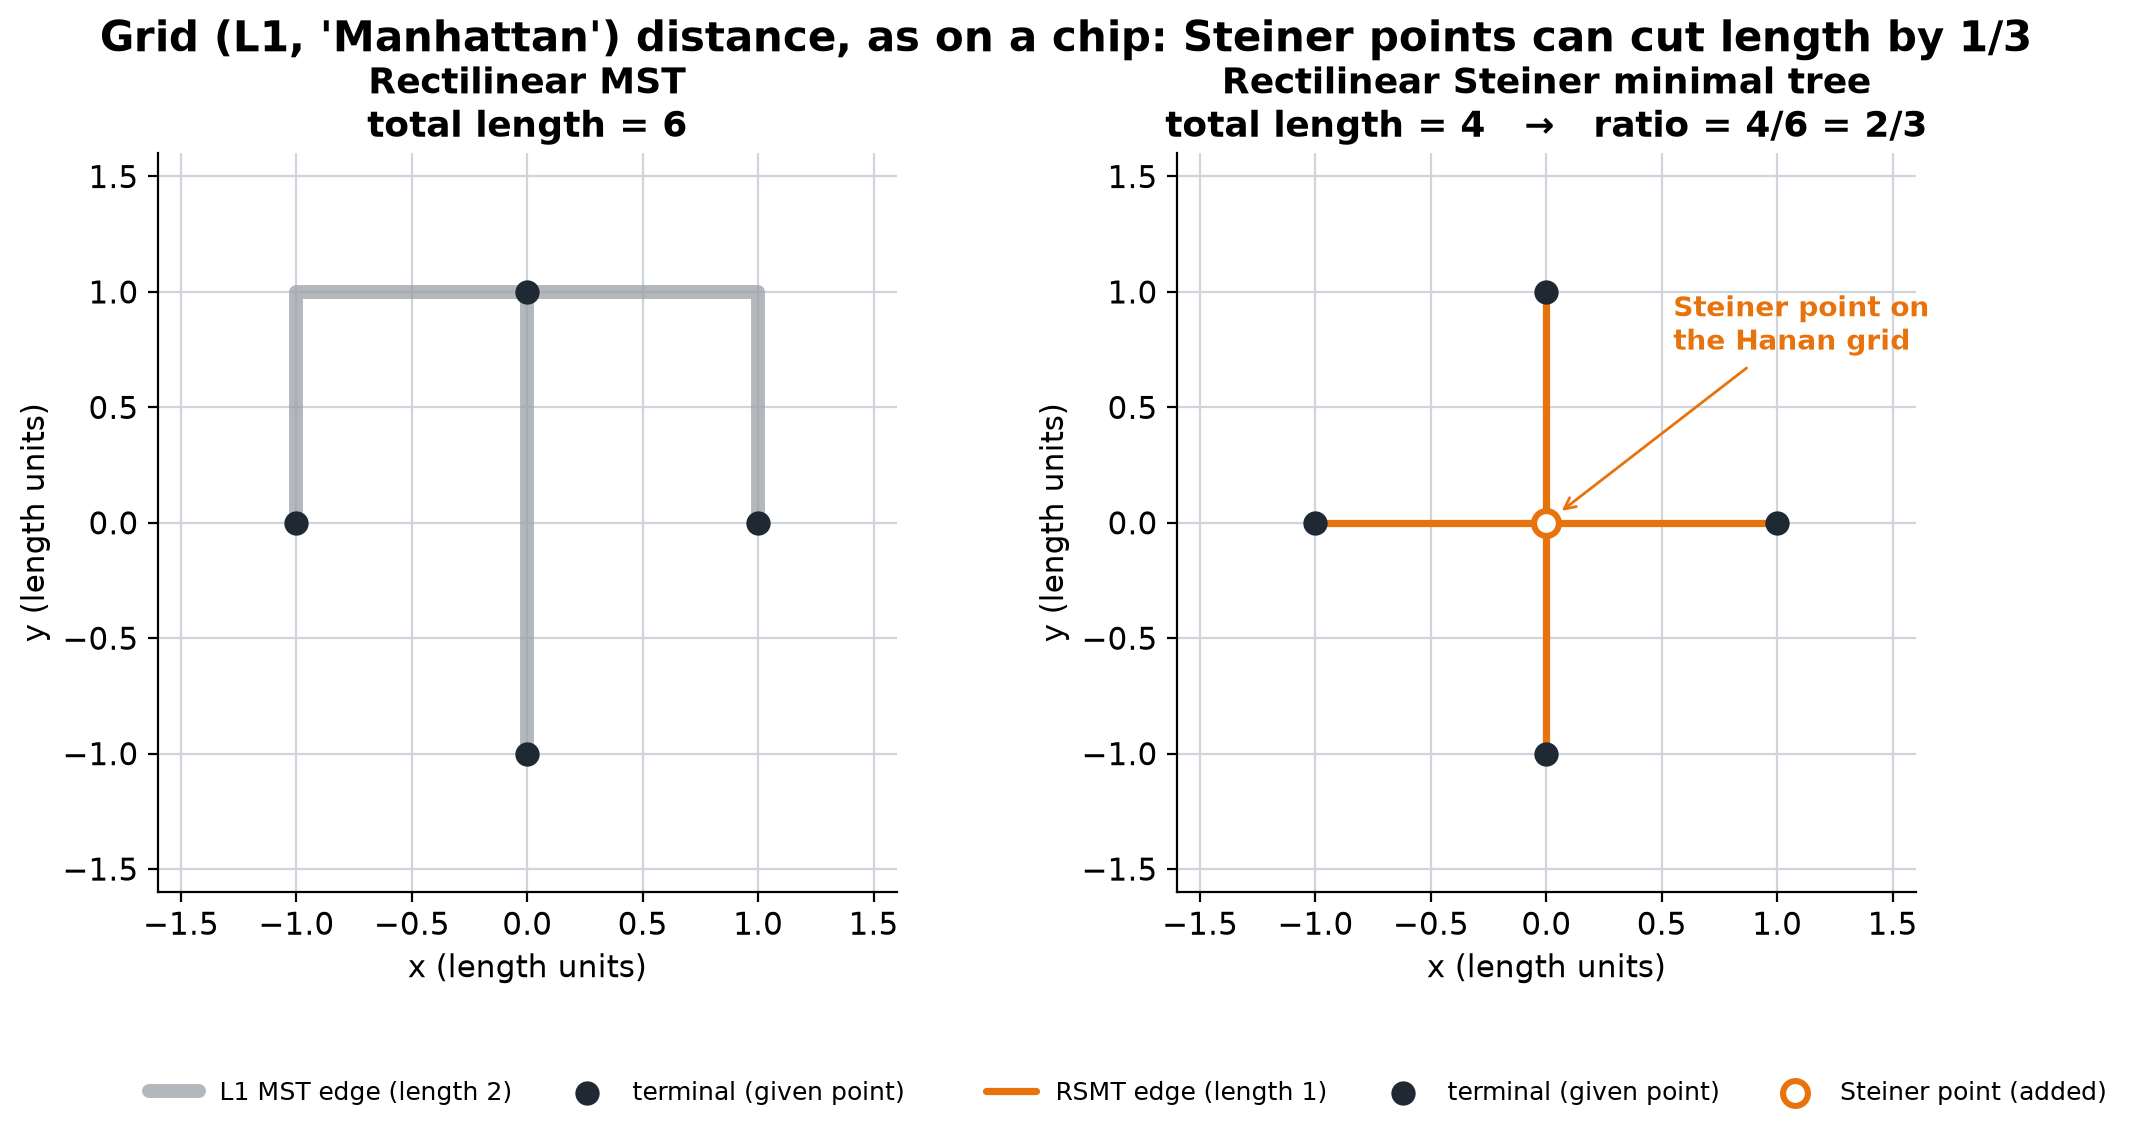 Grid (L1, 'Manhattan') distance, as on a chip: Steiner points can cut length by 1/3
Rectilinear MST
total length = 6
1.5
1.0
0.5
0.0
−0.5
−1.0
−1.5
y (length units)
−1.5 −1.0 −0.5 0.0 0.5 1.0 1.5
x (length units)
Rectilinear Steiner minimal tree
total length = 4 → ratio = 4/6 = 2/3
1.5
1.0
0.5
0.0
−0.5
−1.0
−1.5
y (length units)
Steiner point on
the Hanan grid
−1.5 −1.0 −0.5 0.0 0.5 1.0 1.5
x (length units)
L1 MST edge (length 2) terminal (given point)
RSMT edge (length 1) terminal (given point) Steiner point (added)